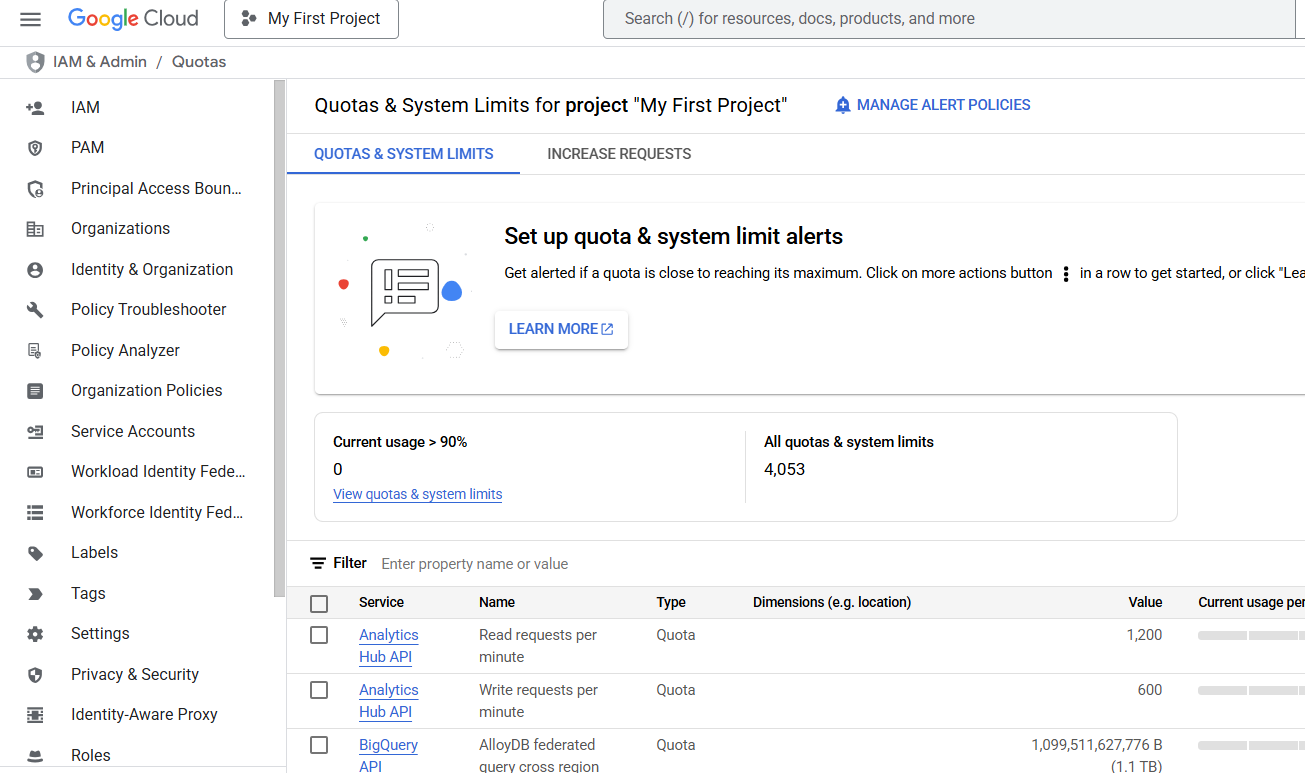 Google Cloud
My First Project
Search (/) for resources, docs, products, and more
IAM & Admin / Quotas
IAM
PAM
Principal Access Boun...
Organizations
Identity & Organization
Policy Troubleshooter
Policy Analyzer
Organization Policies
Service Accounts
Workload Identity Fede...
Workforce Identity Fed...
Labels
Tags
Settings
Privacy & Security
Identity-Aware Proxy
Roles
Quotas & System Limits for project "My First Project"
MANAGE ALERT POLICIES
QUOTAS & SYSTEM LIMITS
INCREASE REQUESTS
Set up quota & system limit alerts
Get alerted if a quota is close to reaching its maximum. Click on more actions button in a row to get started, or click "Lea
LEARN MORE
Current usage > 90%
0
View quotas & system limits
All quotas & system limits
4,053
Filter Enter property name or value
Service Name Type Dimensions (e.g. location) Value Current usage per
Analytics Read requests per Quota 1,200
Hub API minute
Analytics Write requests per Quota 600
Hub API minute
BigQuery AlloyDB federated Quota 1,099,511,627,776 B
API query cross region (1.1 TB)